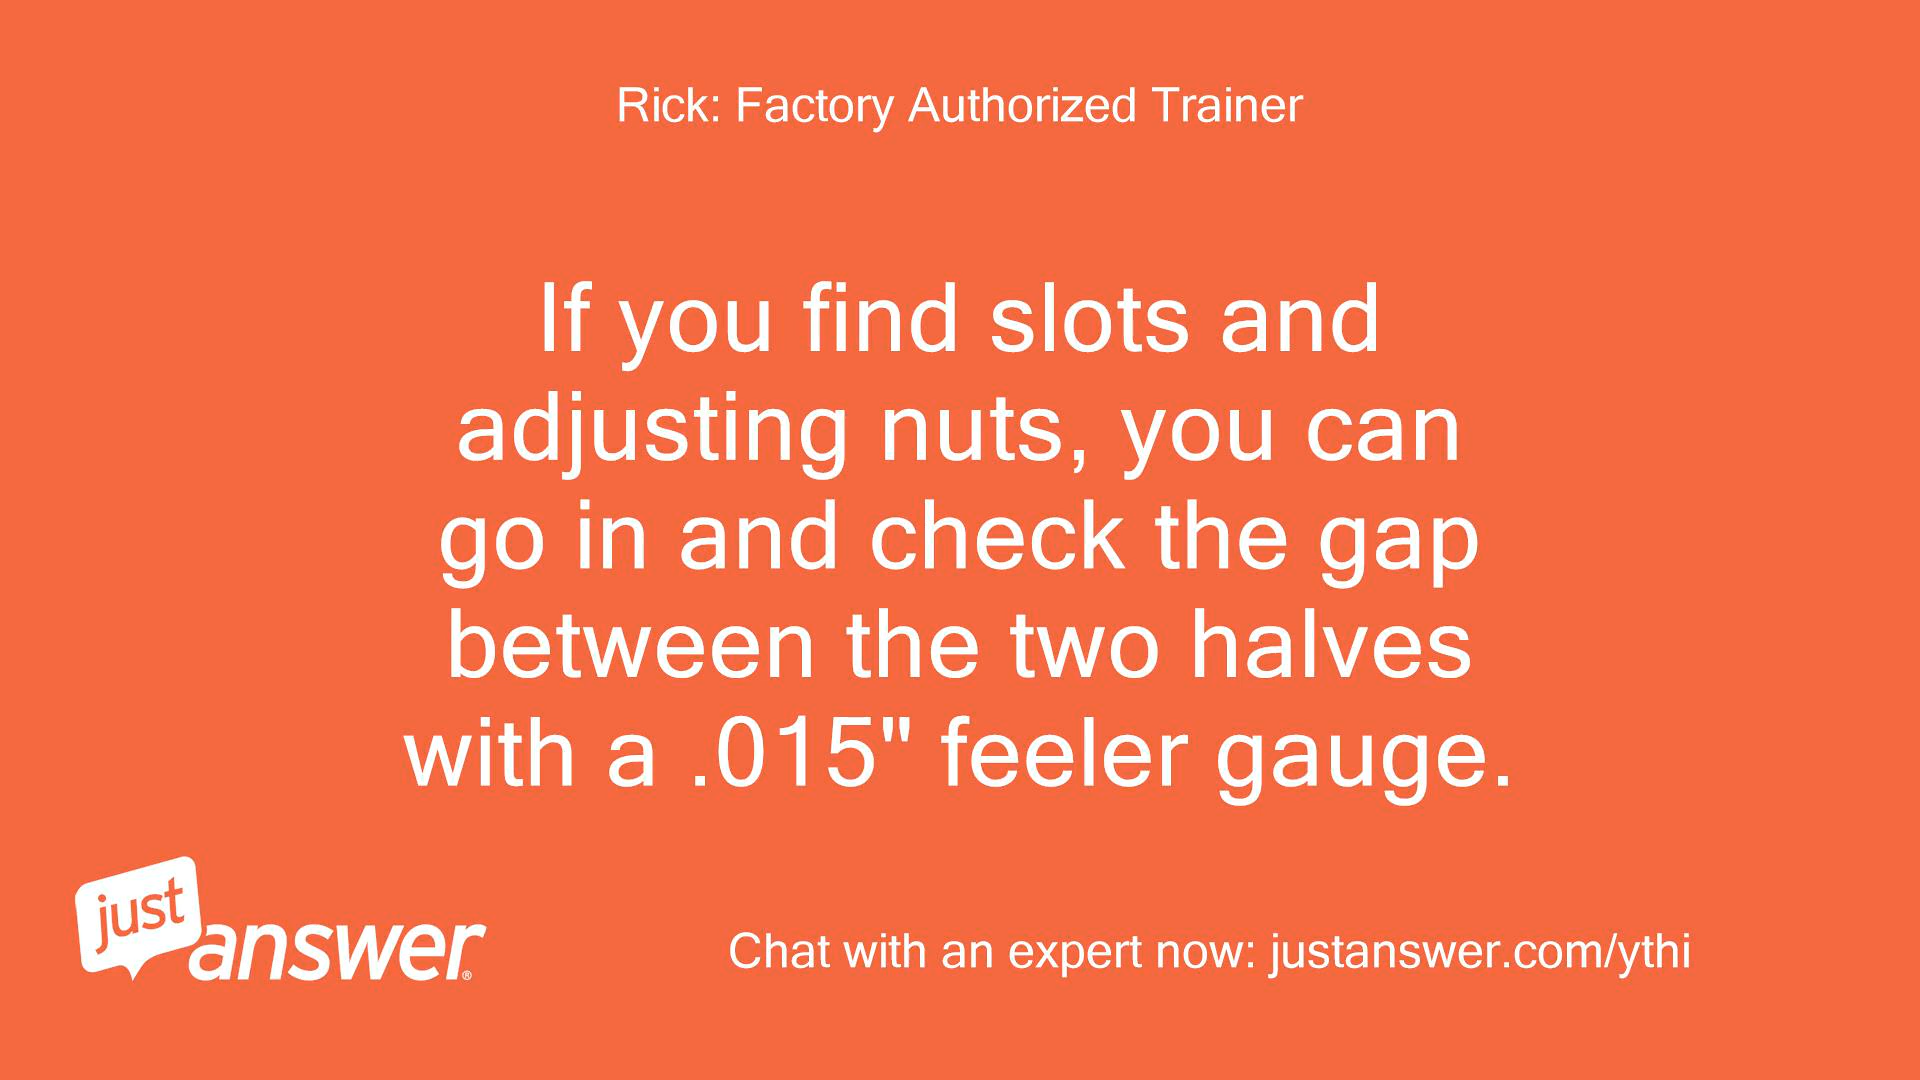 Rick: Factory Authorized Trainer
If you find slots and
adjusting nuts, you can
go in and check the gap
between the two halves
with a .015" feeler gauge.
just
answer®
Chat with an expert now: justanswer.com/ythi